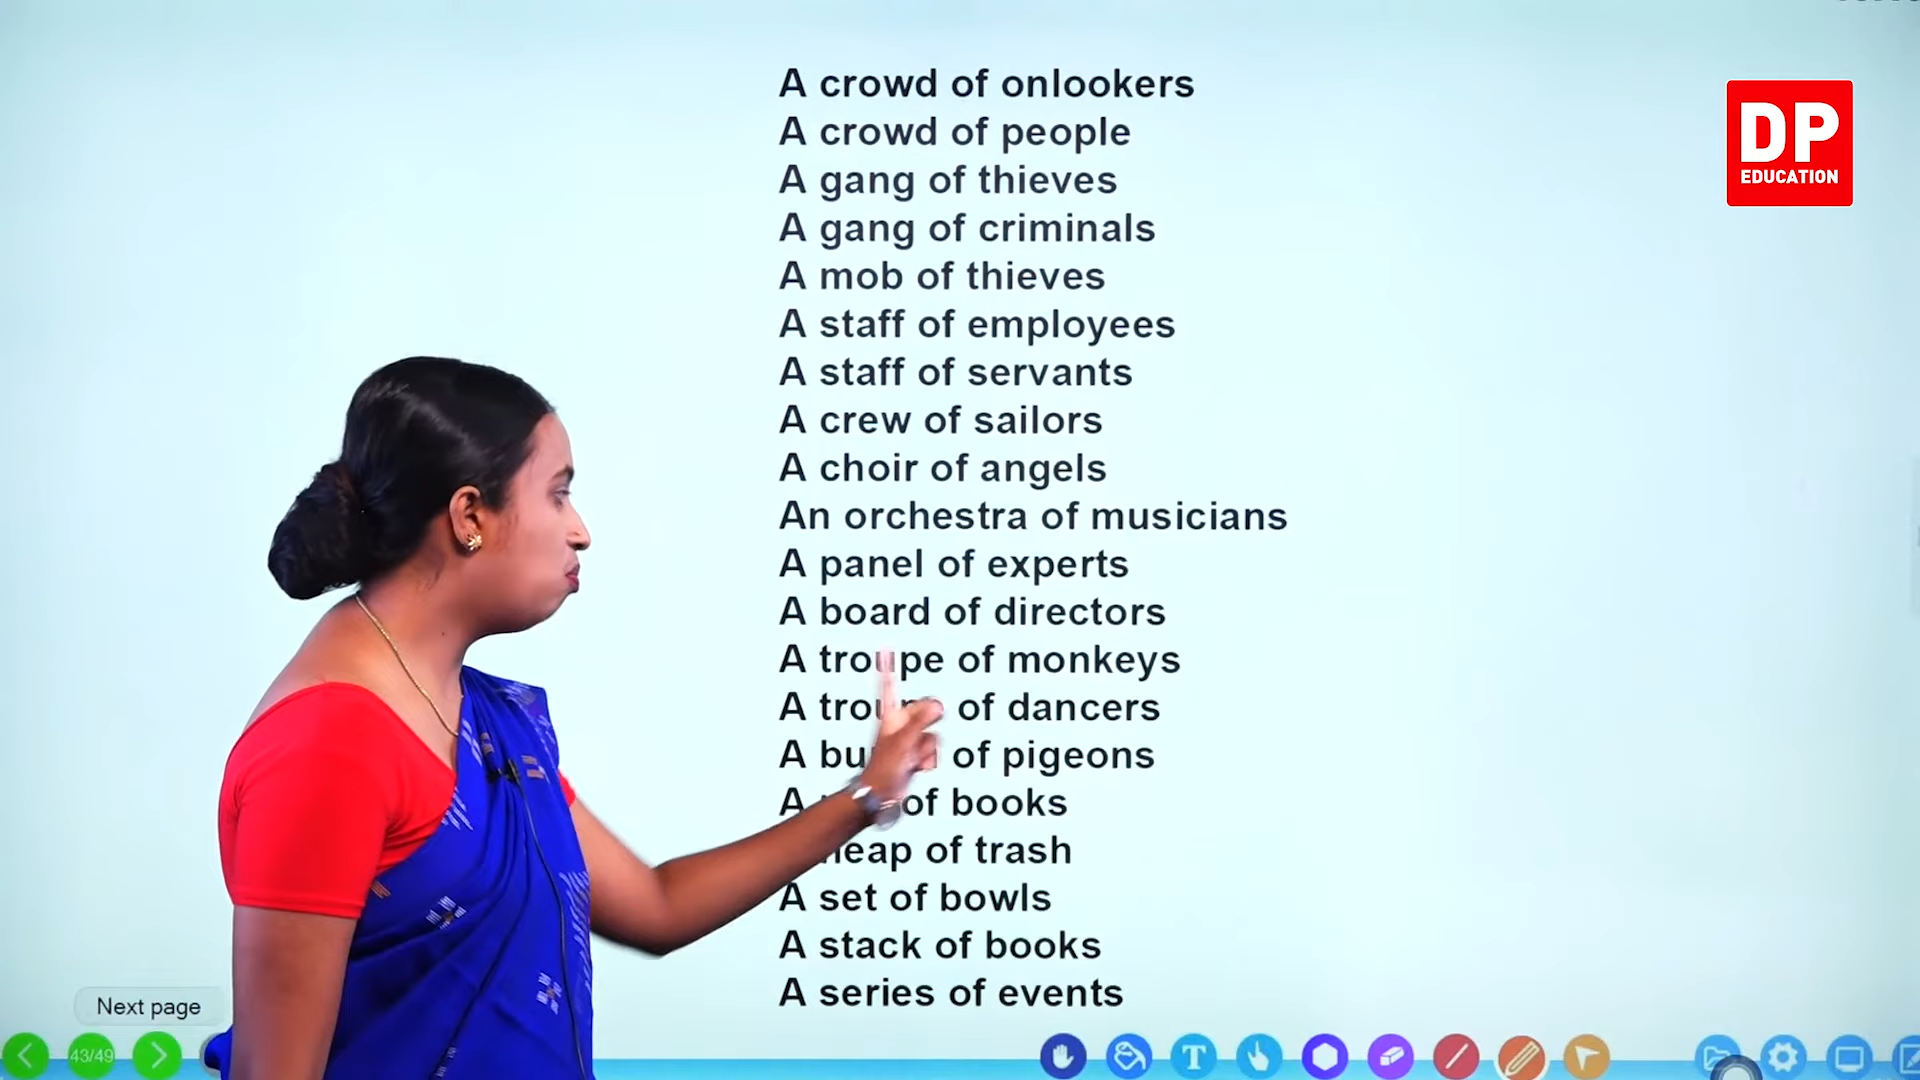 A crowd of onlookers
A crowd of people
A gang of thieves
A gang of criminals
A mob of thieves
A staff of employees
A staff of servants
A crew of sailors
A choir of angels
An orchestra of musicians
A panel of experts
A board of directors
A troupe of monkeys
A of dancers
A of pigeons
A of books
heap of trash
A set of bowls
A stack of books
A series of events
DP
EDUCATION
Next page
43/49
T